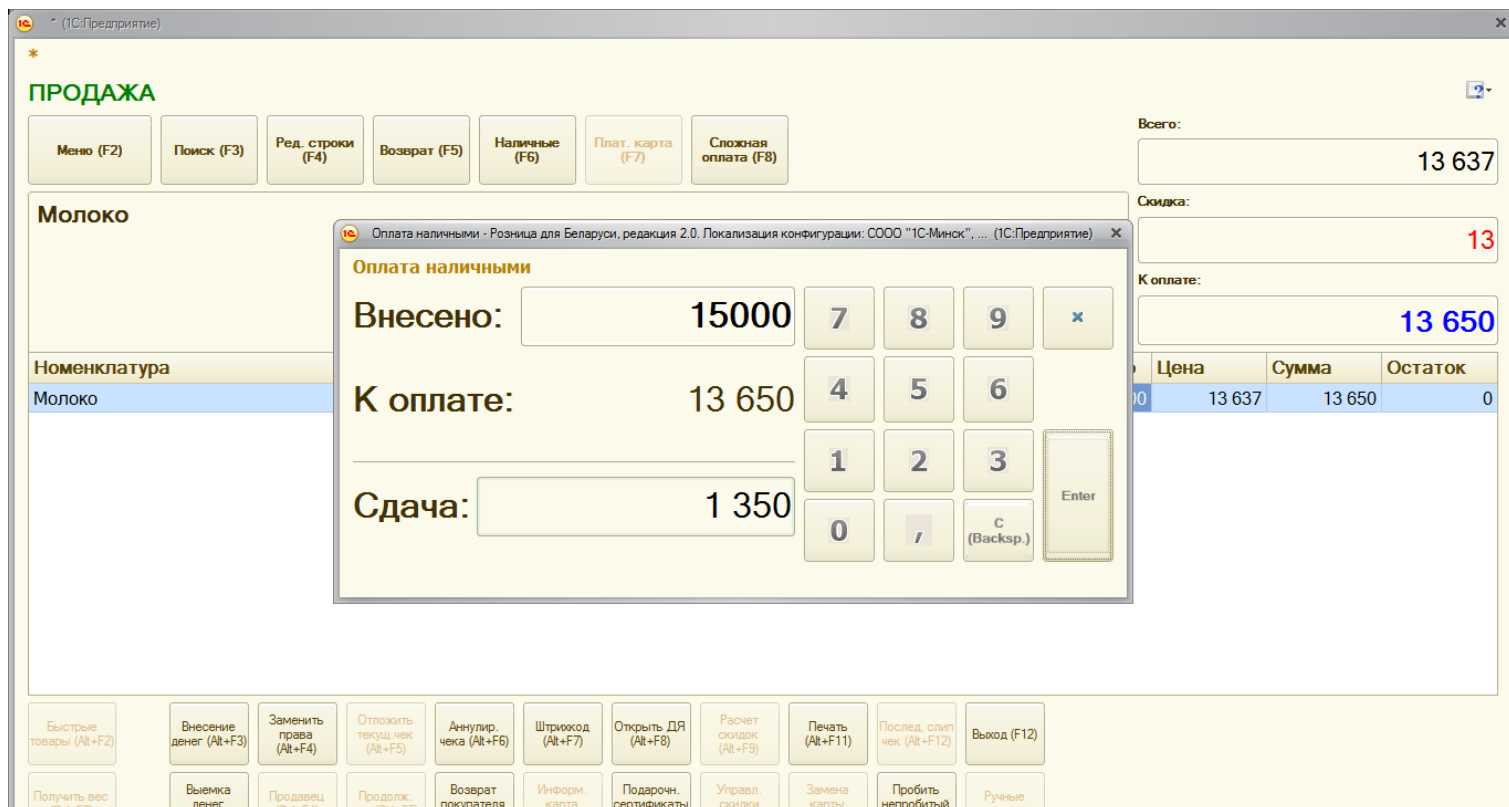 * (1С:Предприятие)
*
ПРОДАЖА
Меню (F2)
Поиск (F3)
Ред. строки
(F4)
Возврат (F5)
Наличные
(F6)
Плат. карта
(F7)
Сложная
оплата (F8)
Всего:
13 637
Скидка:
13
К оплате:
13 650
Молоко
Оплата наличными - Розница для Беларуси, редакция 2.0. Локализация конфигурации: СООО "1С-Минск", ... (1С:Предприятие)
Оплата наличными
Внесено: 15000
К оплате: 13 650
Сдача: 1 350
7 8 9 ×
4 5 6
1 2 3
Enter
0 , C
(Backsp.)
Номенклатура Цена Сумма Остаток
Молоко 13 637 13 650 0
Быстрые
товары (Alt+F2)
Внесение
денег (Alt+F3)
Заменить
права
(Alt+F4)
Отложить
текущ.чек
(Alt+F5)
Аннулир.
чека (Alt+F6)
Штрихкод
(Alt+F7)
Открыть ДЯ
(Alt+F8)
Расчет
скидок
(Alt+F9)
Печать
(Alt+F11)
Послед. слип
чек (Alt+F12)
Выход (F12)
Получить вес
Выемка
денег
Продавец
Продолж.
Возврат
покупателя
Информ.
карта
Подарочн.
сертификаты
Управл.
скидки
Замена
карты
Пробить
непробитый
Ручные